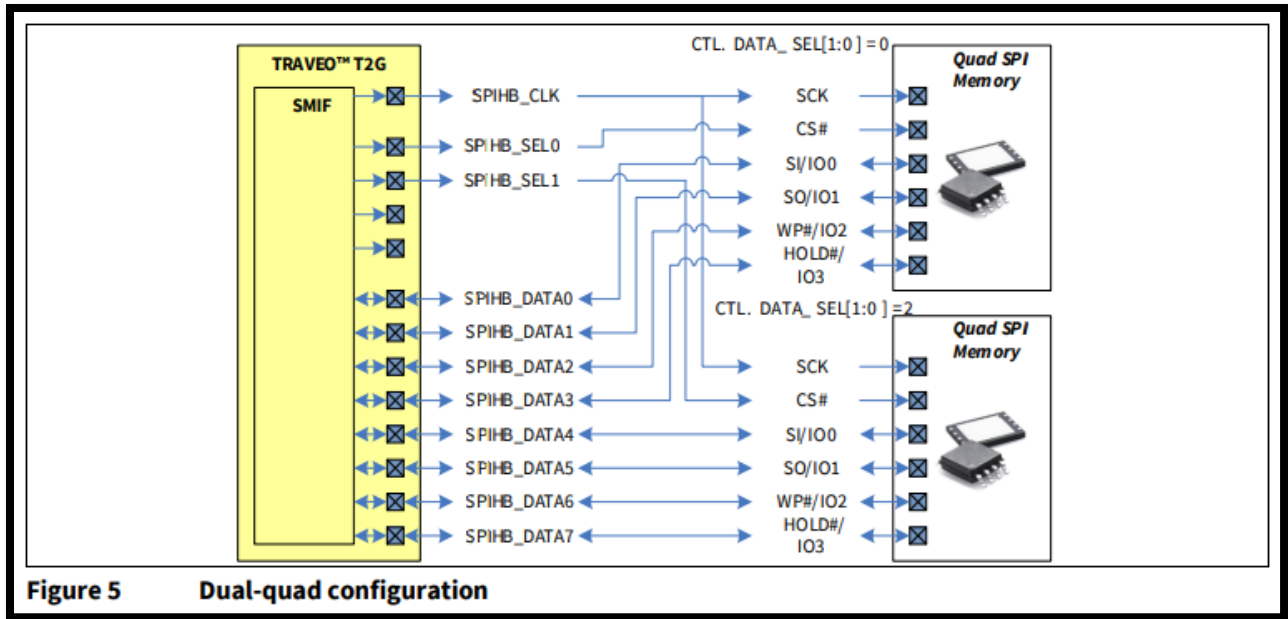 CTL. DATA_ SEL[1:0] = 0
TRAVEO™ T2G
SMIF
Quad SPI
Memory
SPIHB_CLK
SCK
SPIHB_SEL0
CS#
SPIHB_SEL1
SI/IO0
SO/IO1
WP#/IO2
HOLD#/
IO3
SPIHB_DATA0
CTL. DATA_ SEL[1:0 ] =2
SPIHB_DATA1
Quad SPI
Memory
SPIHB_DATA2
SCK
SPIHB_DATA3
CS#
SPIHB_DATA4
SI/IO0
SPIHB_DATA5
SO/IO1
SPIHB_DATA6
WP#/IO2
SPIHB_DATA7
HOLD#/
IO3
Figure 5 Dual-quad configuration